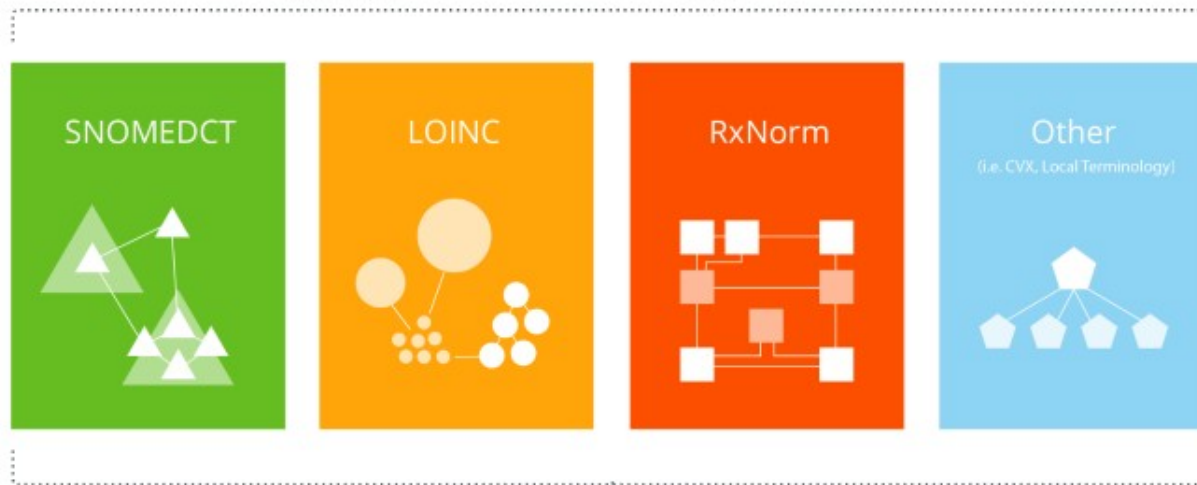 SNOMEDCT
LOINC
RxNorm
Other
(i.e. CVX, Local Terminology)